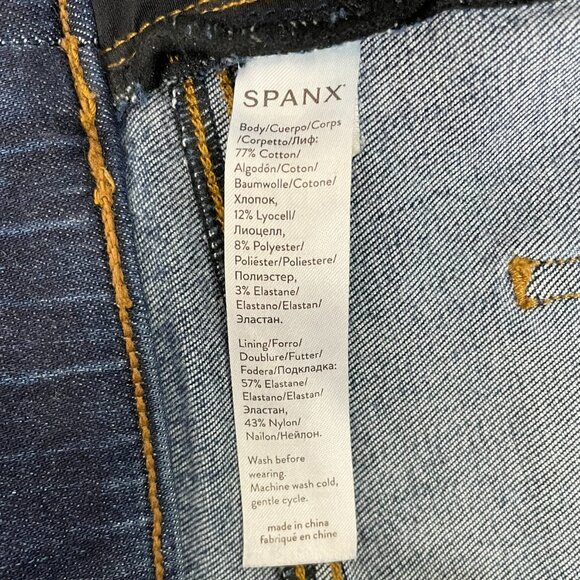 SPANX
Body/Cuerpo/Corps
/Corpetto/Лиф:
77% Cotton/
Algodón/Coton/
Baumwolle/Cotone/
Хлопок,
12% Lyocell/
Лиоцелл,
8% Polyester/
Poliéster/Poliestere/
Полиэстер,
3% Elastane/
Elastano/Elastan/
Эластан.
Lining/Forro/
Doublure/Futter/
Fodera/Подкладка:
57% Elastane/
Elastano/Elastan/
Эластан,
43% Nylon/
Nailon/Нейлон.
Wash before
wearing.
Machine wash cold,
gentle cycle.
made in china
fabriqué en chine